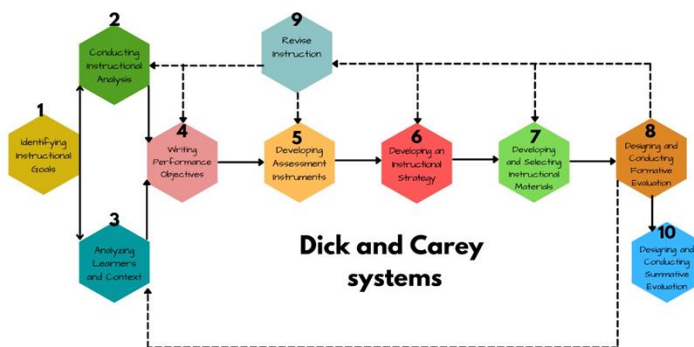 1
Identifying
Instructional
Goals
2
Conducting
Instructional
Analysis
3
Analyzing
Learners
and Context
4
Writing
Performance
Objectives
5
Developing
Assessment
Instruments
6
Developing an
Instructional
Strategy
7
Developing
and Selecting
Instructional
Materials
8
Designing and
Conducting
Formative
Evaluation
9
Revise
Instruction
10
Designing and
Conducting
Summative
Evaluation
Dick and Carey
systems